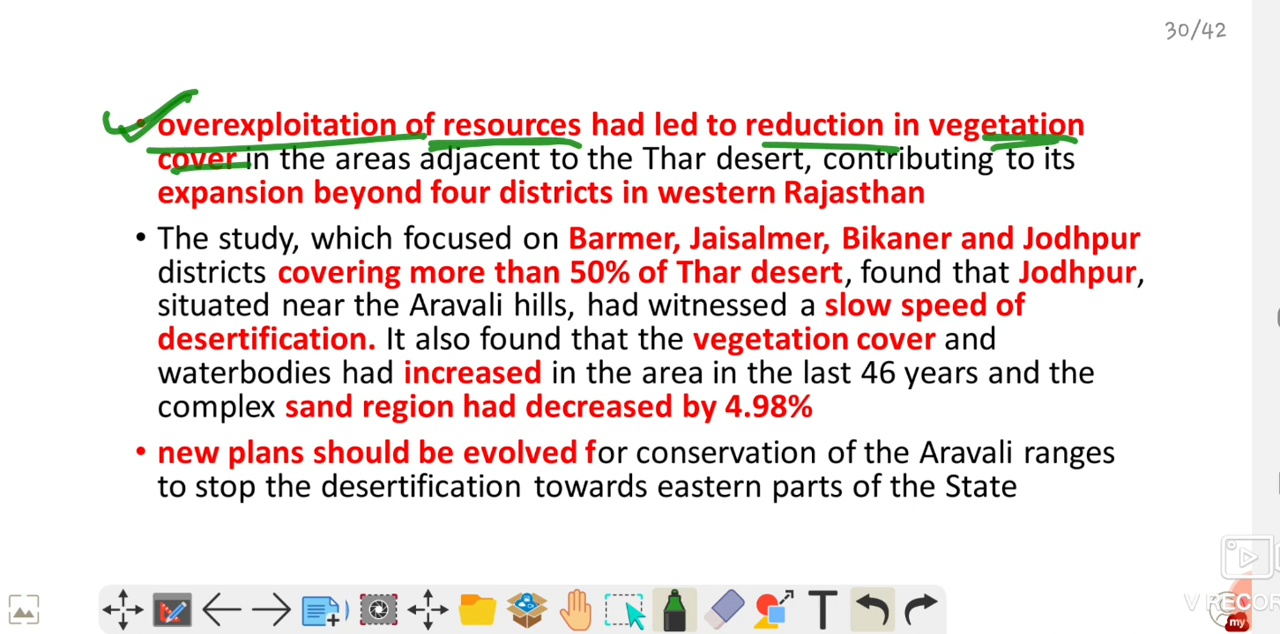 30/42
• overexploitation of resources had led to reduction in vegetation
cover in the areas adjacent to the Thar desert, contributing to its
expansion beyond four districts in western Rajasthan
• The study, which focused on Barmer, Jaisalmer, Bikaner and Jodhpur
districts covering more than 50% of Thar desert, found that Jodhpur,
situated near the Aravali hills, had witnessed a slow speed of
desertification. It also found that the vegetation cover and
waterbodies had increased in the area in the last 46 years and the
complex sand region had decreased by 4.98%
• new plans should be evolved for conservation of the Aravali ranges
to stop the desertification towards eastern parts of the State
T
V RECOR
my